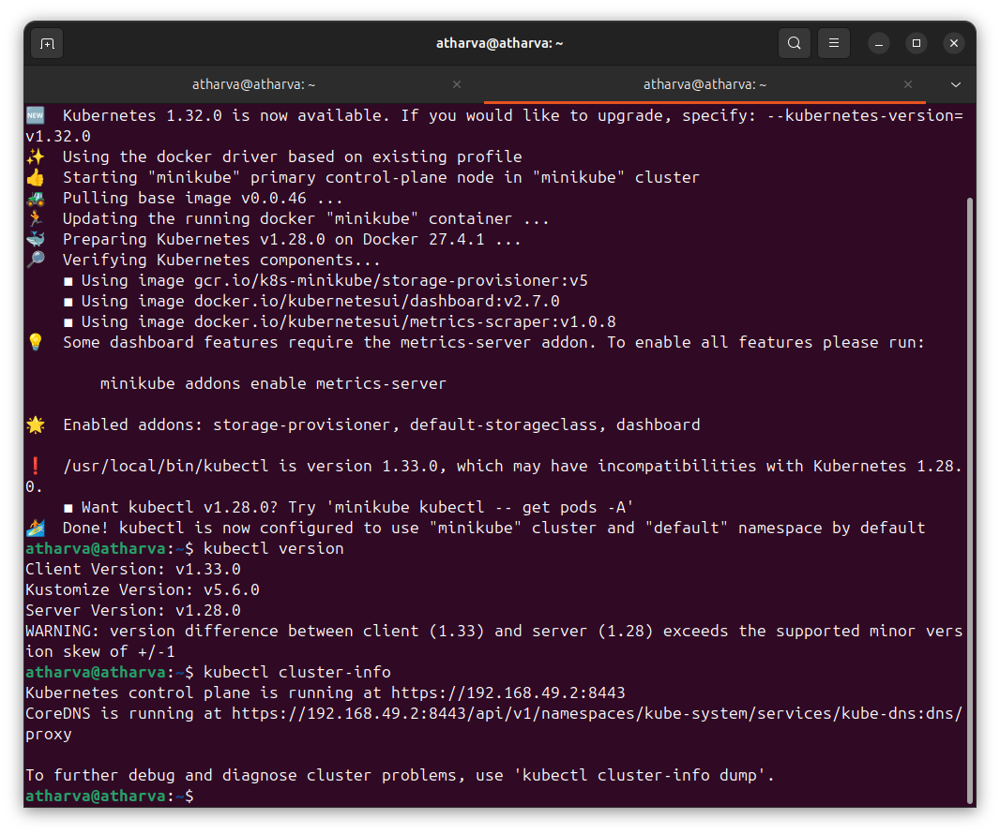 atharva@atharva: ~
atharva@atharva: ~
atharva@atharva: ~
🆕  Kubernetes 1.32.0 is now available. If you would like to upgrade, specify: --kubernetes-version=
v1.32.0
✨  Using the docker driver based on existing profile
👍  Starting "minikube" primary control-plane node in "minikube" cluster
🚜  Pulling base image v0.0.46 ...
🏃  Updating the running docker "minikube" container ...
🐳  Preparing Kubernetes v1.28.0 on Docker 27.4.1 ...
🔎  Verifying Kubernetes components...
    ▪ Using image gcr.io/k8s-minikube/storage-provisioner:v5
    ▪ Using image docker.io/kubernetesui/dashboard:v2.7.0
    ▪ Using image docker.io/kubernetesui/metrics-scraper:v1.0.8
💡  Some dashboard features require the metrics-server addon. To enable all features please run:
        minikube addons enable metrics-server
🌟  Enabled addons: storage-provisioner, default-storageclass, dashboard
❗  /usr/local/bin/kubectl is version 1.33.0, which may have incompatibilities with Kubernetes 1.28.
0.
    ▪ Want kubectl v1.28.0? Try 'minikube kubectl -- get pods -A'
🏄  Done! kubectl is now configured to use "minikube" cluster and "default" namespace by default
atharva@atharva:~$ kubectl version
Client Version: v1.33.0
Kustomize Version: v5.6.0
Server Version: v1.28.0
WARNING: version difference between client (1.33) and server (1.28) exceeds the supported minor vers
ion skew of +/-1
atharva@atharva:~$ kubectl cluster-info
Kubernetes control plane is running at https://192.168.49.2:8443
CoreDNS is running at https://192.168.49.2:8443/api/v1/namespaces/kube-system/services/kube-dns:dns/
proxy
To further debug and diagnose cluster problems, use 'kubectl cluster-info dump'.
atharva@atharva:~$